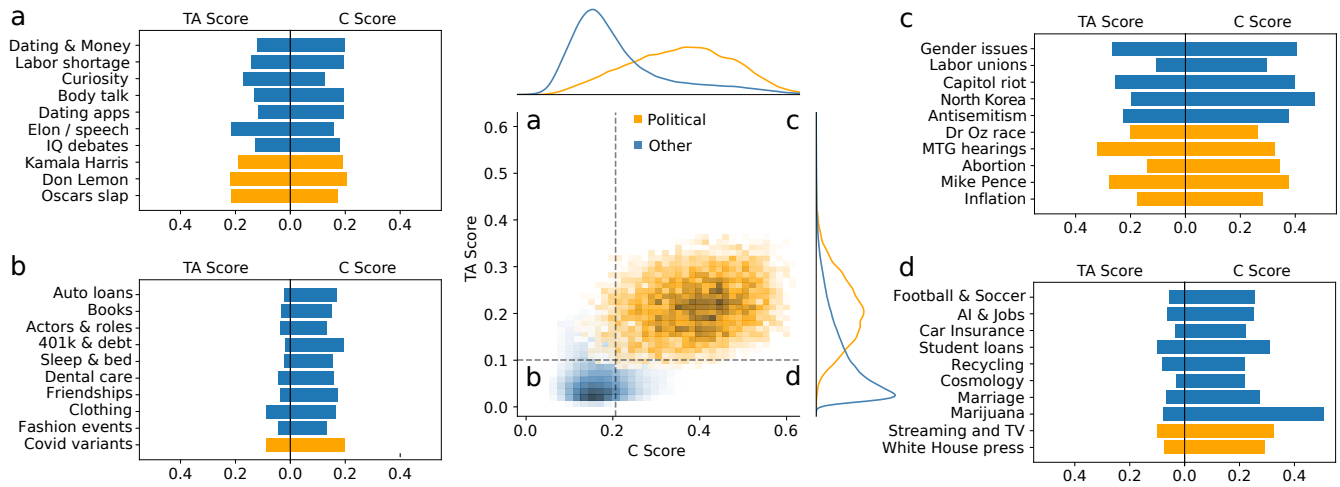 a
TA Score C Score
Dating & Money
Labor shortage
Curiosity
Body talk
Dating apps
Elon / speech
IQ debates
Kamala Harris
Don Lemon
Oscars slap
0.4 0.2 0.0 0.2 0.4
b
TA Score C Score
Auto loans
Books
Actors & roles
401k & debt
Sleep & bed
Dental care
Friendships
Clothing
Fashion events
Covid variants
0.4 0.2 0.0 0.2 0.4
a c
Political
Other
b d
TA Score
0.6
0.5
0.4
0.3
0.2
0.1
0.0
0.0 0.1 0.2 0.3 0.4 0.5 0.6
C Score
c
TA Score C Score
Gender issues
Labor unions
Capitol riot
North Korea
Antisemitism
Dr Oz race
MTG hearings
Abortion
Mike Pence
Inflation
0.4 0.2 0.0 0.2 0.4
d
TA Score C Score
Football & Soccer
AI & Jobs
Car Insurance
Student loans
Recycling
Cosmology
Marriage
Marijuana
Streaming and TV
White House press
0.4 0.2 0.0 0.2 0.4